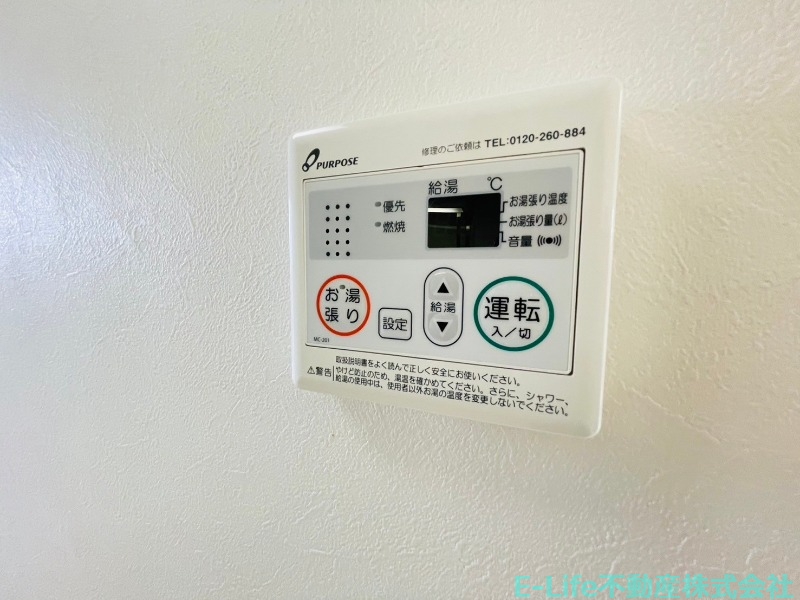 PURPOSE
修理のご依頼は TEL:0120-260-884
給湯 ℃
優先
燃焼
お湯張り温度
お湯張り量(ℓ)
音量
お湯張り
設定
給湯
運転
入/切
MC-201
取扱説明書をよく読んで正しく安全にお使いください。
警告
やけど防止のため、湯温を確かめてください。さらに、シャワー、
給湯の使用中は、使用者以外お湯の温度を変更しないでください。
E-Life不動産株式会社